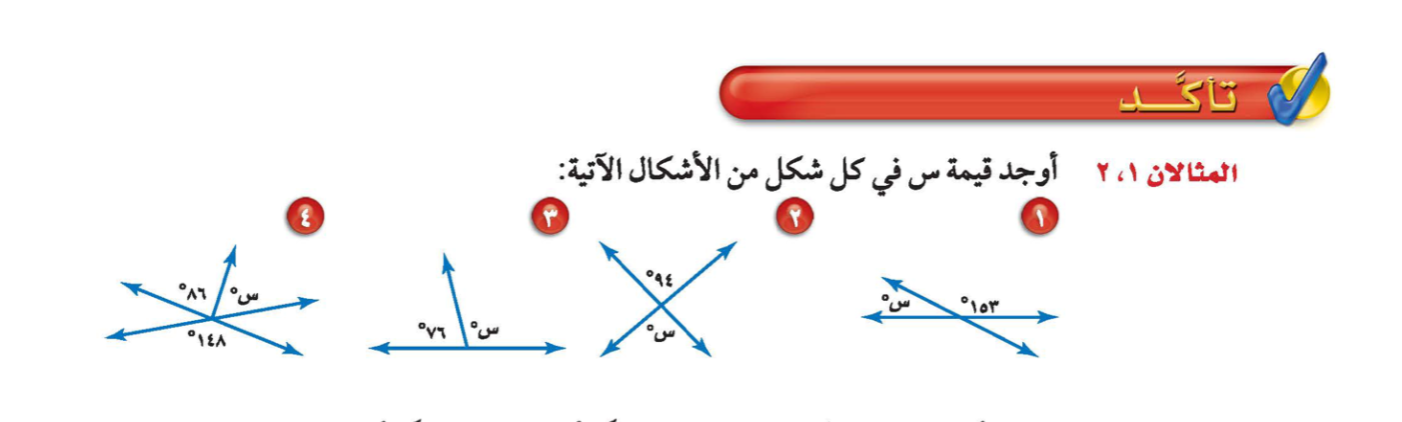 تأكَّد
المثالان ١، ٢ أوجد قيمة س في كل شكل من الأشكال الآتية:
١ ٢ ٣ ٤
س° ١٥٣°
٩٤° س°
٧٦° س°
٨٦° س° ١٤٨°